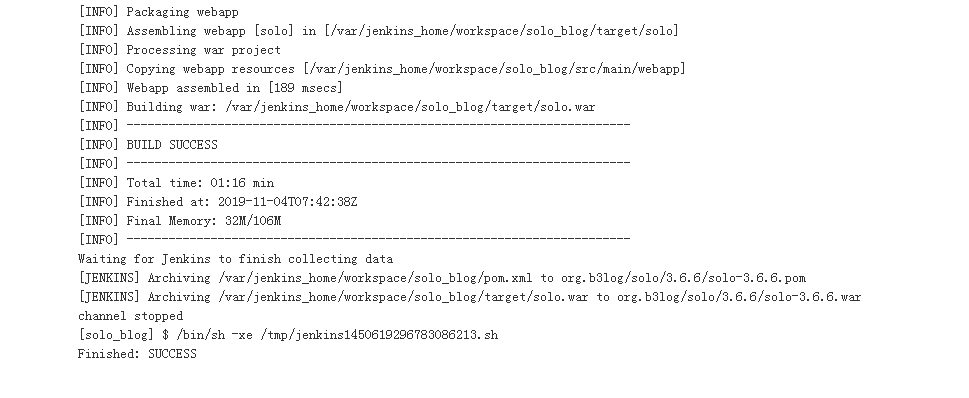 [INFO] Packaging webapp
[INFO] Assembling webapp [solo] in [/var/jenkins_home/workspace/solo_blog/target/solo]
[INFO] Processing war project
[INFO] Copying webapp resources [/var/jenkins_home/workspace/solo_blog/src/main/webapp]
[INFO] Webapp assembled in [189 msecs]
[INFO] Building war: /var/jenkins_home/workspace/solo_blog/target/solo.war
[INFO] ------------------------------------------------------------------------
[INFO] BUILD SUCCESS
[INFO] ------------------------------------------------------------------------
[INFO] Total time: 01:16 min
[INFO] Finished at: 2019-11-04T07:42:38Z
[INFO] Final Memory: 32M/106M
[INFO] ------------------------------------------------------------------------
Waiting for Jenkins to finish collecting data
[JENKINS] Archiving /var/jenkins_home/workspace/solo_blog/pom.xml to org.b3log/solo/3.6.6/solo-3.6.6.pom
[JENKINS] Archiving /var/jenkins_home/workspace/solo_blog/target/solo.war to org.b3log/solo/3.6.6/solo-3.6.6.war
channel stopped
[solo_blog] $ /bin/sh -xe /tmp/jenkins1450619296783086213.sh
Finished: SUCCESS